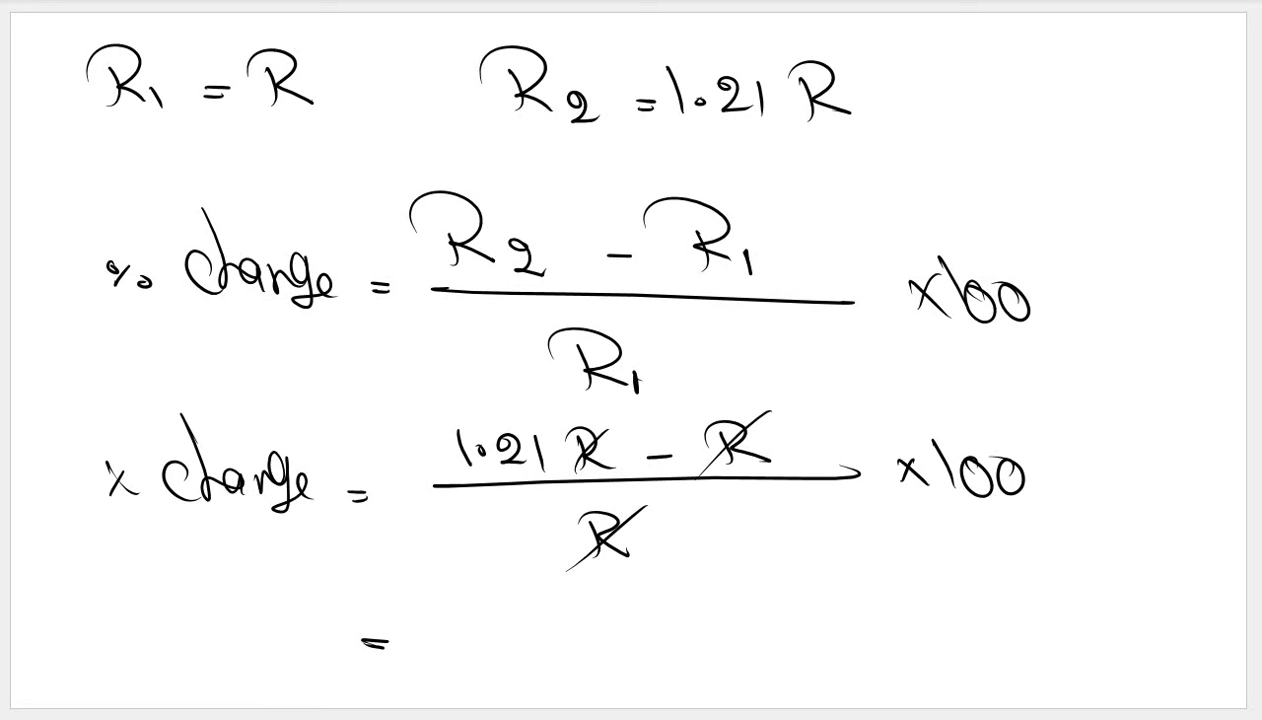 R₁ = R R₂ = 1.21 R
% change = (R₂ - R₁) / R₁ × 100
x change = (1.21 R - R) / R × 100
=